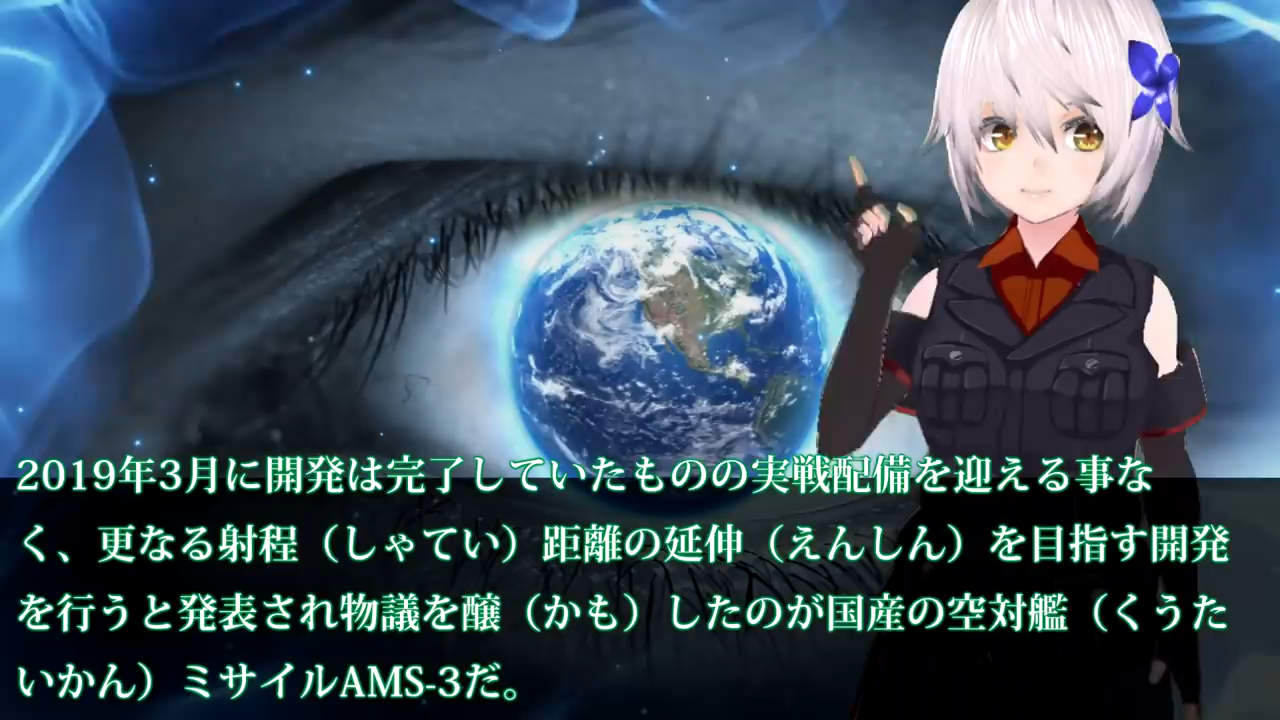 2019年3月に開発は完了していたものの実戦配備を迎える事な
く、更なる射程（しゃてい）距離の延伸（えんしん）を目指す開発
を行うと発表され物議を醸（かも）したのが国産の空対艦（くうた
いかん）ミサイルAMS-3だ。